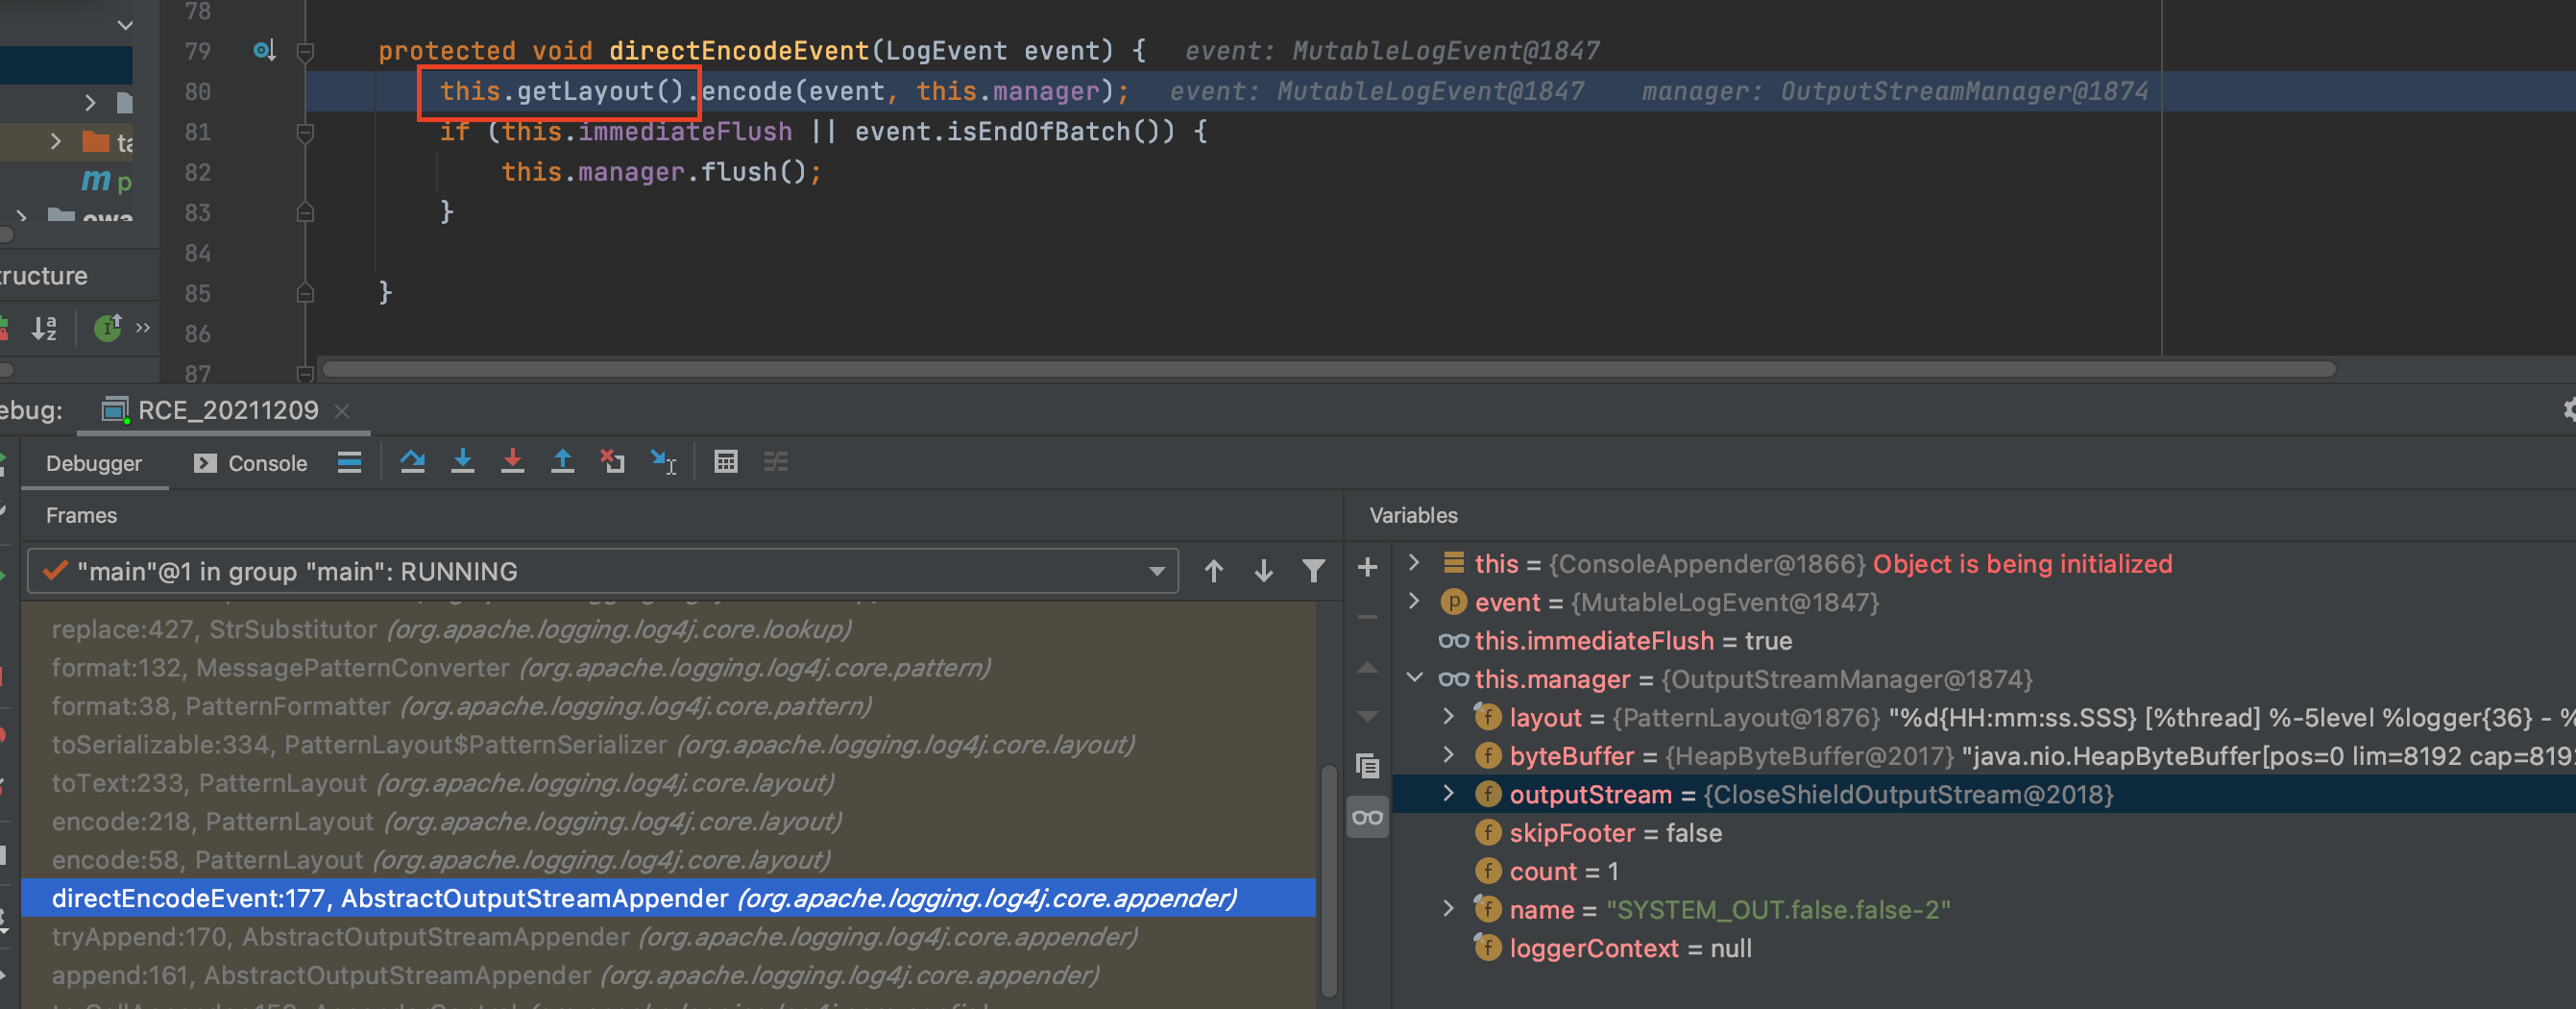 78
79 protected void directEncodeEvent(LogEvent event) { event: MutableLogEvent@1847
80 this.getLayout().encode(event, this.manager); event: MutableLogEvent@1847 manager: OutputStreamManager@1874
81 if (this.immediateFlush || event.isEndOfBatch()) {
82 this.manager.flush();
83 }
84
85 }
86
87
ta
p
owa
ructure
ebug: RCE_20211209
Debugger Console
Frames
"main"@1 in group "main": RUNNING
replace:427, StrSubstitutor (org.apache.logging.log4j.core.lookup)
format:132, MessagePatternConverter (org.apache.logging.log4j.core.pattern)
format:38, PatternFormatter (org.apache.logging.log4j.core.pattern)
toSerializable:334, PatternLayout$PatternSerializer (org.apache.logging.log4j.core.layout)
toText:233, PatternLayout (org.apache.logging.log4j.core.layout)
encode:218, PatternLayout (org.apache.logging.log4j.core.layout)
encode:58, PatternLayout (org.apache.logging.log4j.core.layout)
directEncodeEvent:177, AbstractOutputStreamAppender (org.apache.logging.log4j.core.appender)
tryAppend:170, AbstractOutputStreamAppender (org.apache.logging.log4j.core.appender)
append:161, AbstractOutputStreamAppender (org.apache.logging.log4j.core.appender)
Variables
this = {ConsoleAppender@1866} Object is being initialized
event = {MutableLogEvent@1847}
this.immediateFlush = true
this.manager = {OutputStreamManager@1874}
layout = {PatternLayout@1876} "%d{HH:mm:ss.SSS} [%thread] %-5level %logger{36} - %
byteBuffer = {HeapByteBuffer@2017} "java.nio.HeapByteBuffer[pos=0 lim=8192 cap=819
outputStream = {CloseShieldOutputStream@2018}
skipFooter = false
count = 1
name = "SYSTEM_OUT.false.false-2"
loggerContext = null